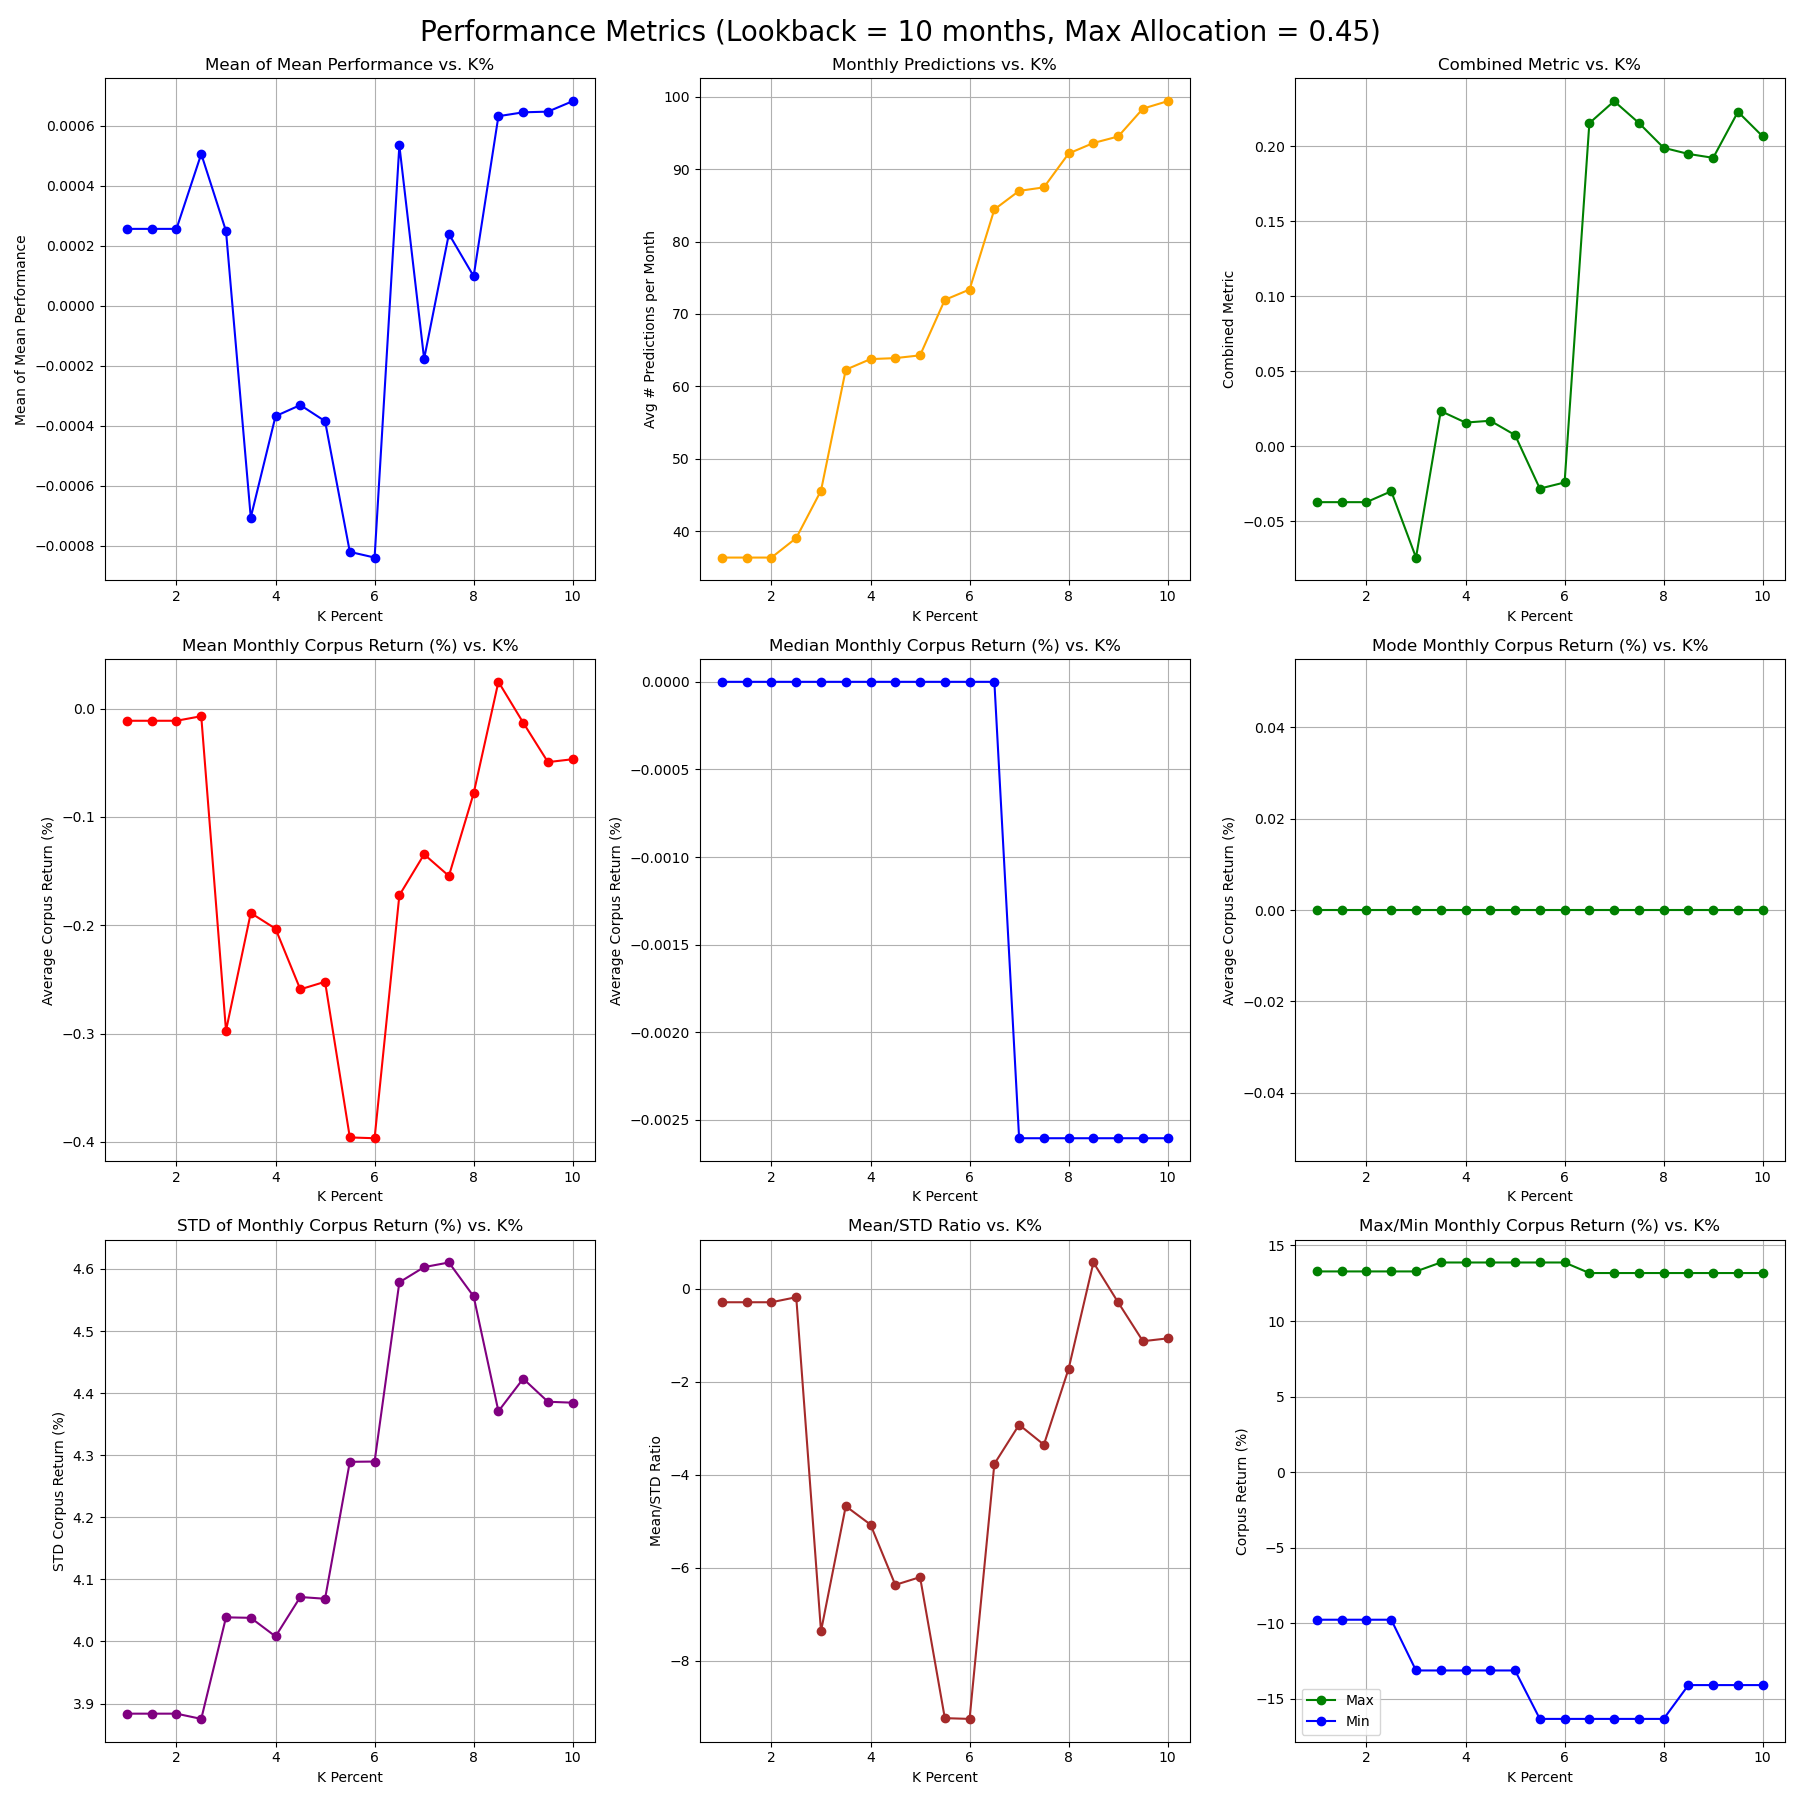 Performance Metrics (Lookback = 10 months, Max Allocation = 0.45)
Mean of Mean Performance vs. K%
Mean of Mean Performance
0.0006
0.0004
0.0002
0.0000
−0.0002
−0.0004
−0.0006
−0.0008
2 4 6 8 10
K Percent
Monthly Predictions vs. K%
Avg # Predictions per Month
100
90
80
70
60
50
40
2 4 6 8 10
K Percent
Combined Metric vs. K%
Combined Metric
0.20
0.15
0.10
0.05
0.00
−0.05
2 4 6 8 10
K Percent
Mean Monthly Corpus Return (%) vs. K%
Average Corpus Return (%)
0.0
−0.1
−0.2
−0.3
−0.4
2 4 6 8 10
K Percent
Median Monthly Corpus Return (%) vs. K%
Average Corpus Return (%)
0.0000
−0.0005
−0.0010
−0.0015
−0.0020
−0.0025
2 4 6 8 10
K Percent
Mode Monthly Corpus Return (%) vs. K%
Average Corpus Return (%)
0.04
0.02
0.00
−0.02
−0.04
2 4 6 8 10
K Percent
STD of Monthly Corpus Return (%) vs. K%
STD Corpus Return (%)
4.6
4.5
4.4
4.3
4.2
4.1
4.0
3.9
2 4 6 8 10
K Percent
Mean/STD Ratio vs. K%
Mean/STD Ratio
0
−2
−4
−6
−8
2 4 6 8 10
K Percent
Max/Min Monthly Corpus Return (%) vs. K%
Corpus Return (%)
15
10
5
0
−5
−10
−15
Max
Min
2 4 6 8 10
K Percent